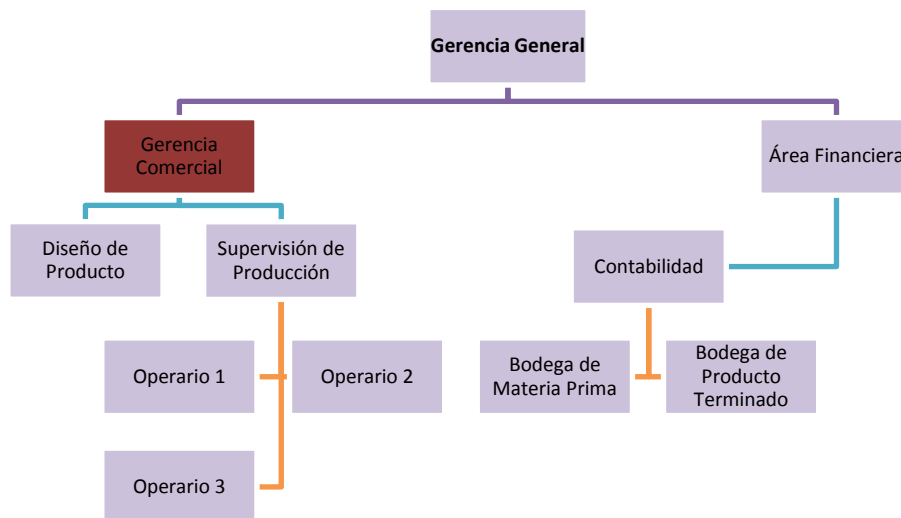 Gerencia General
Gerencia
Comercial
Área Financiera
Diseño de
Producto
Supervisión de
Producción
Contabilidad
Operario 1
Operario 2
Bodega de
Materia Prima
Bodega de
Producto
Terminado
Operario 3